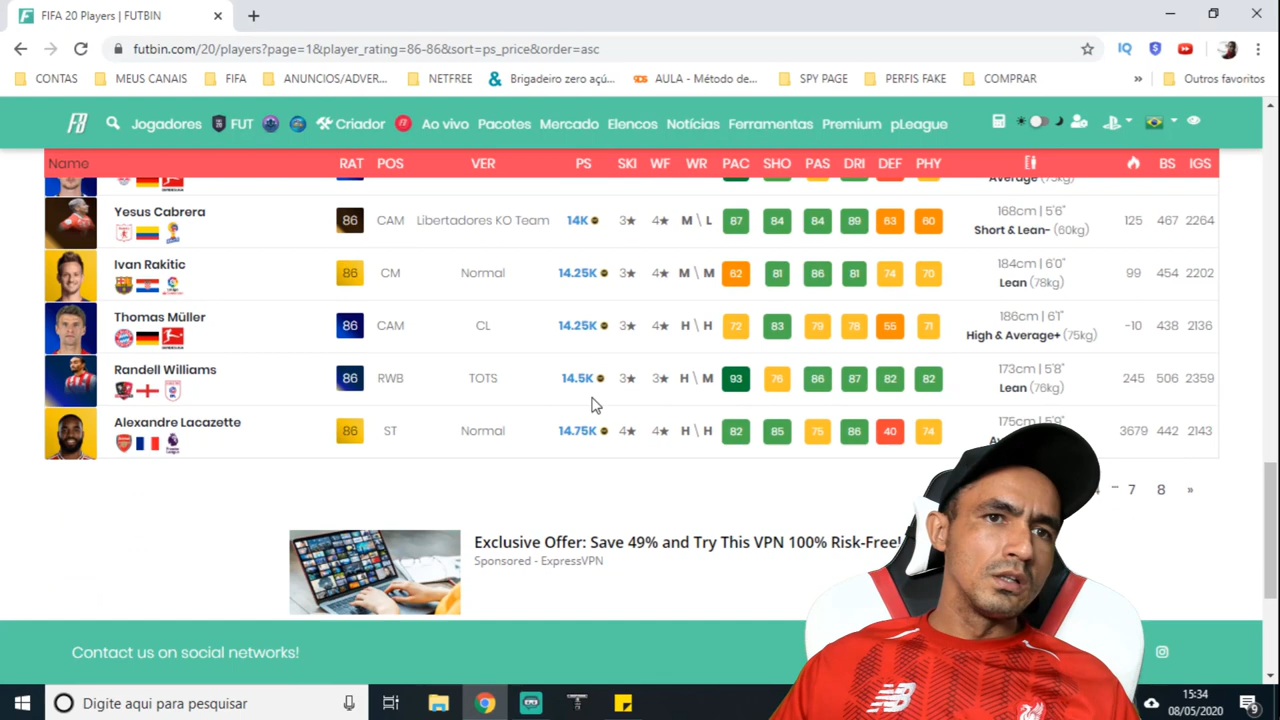 FIFA 20 Players | FUTBIN
futbin.com/20/players?page=1&player_rating=86-86&sort=ps_price&order=asc
IQ
CONTAS MEUS CANAIS FIFA ANUNCIOS/ADVER... NETFREE Brigadeiro zero açú... AULA - Método de... SPY PAGE PERFIS FAKE COMPRAR » Outros favoritos
Jogadores FUT Criador Ao vivo Pacotes Mercado Elencos Notícias Ferramentas Premium pLeague
Name RAT POS VER PS SKI WF WR PAC SHO PAS DRI DEF PHY BS IGS
Average (75kg)
Yesus Cabrera 86 CAM Libertadores KO Team 14K 3★ 4★ M \ L 87 84 84 89 63 60 168cm | 5'6" 125 467 2264
Short & Lean- (60kg)
Ivan Rakitic 86 CM Normal 14.25K 3★ 4★ M \ M 62 81 86 81 74 70 184cm | 6'0" 99 454 2202
Lean (78kg)
Thomas Müller 86 CAM CL 14.25K 3★ 4★ H \ H 72 83 79 78 55 71 186cm | 6'1" -10 438 2136
High & Average+ (75kg)
Randell Williams 86 RWB TOTS 14.5K 3★ 3★ H \ M 93 76 86 87 82 82 173cm | 5'8" 245 506 2359
Lean (76kg)
Alexandre Lacazette 86 ST Normal 14.75K 4★ 4★ H \ H 82 85 75 86 40 74 175cm | 5'9" 3679 442 2143
7 8 »
Exclusive Offer: Save 49% and Try This VPN 100% Risk-Free!
Sponsored - ExpressVPN
Contact us on social networks!
Digite aqui para pesquisar
15:34
08/05/2020
9